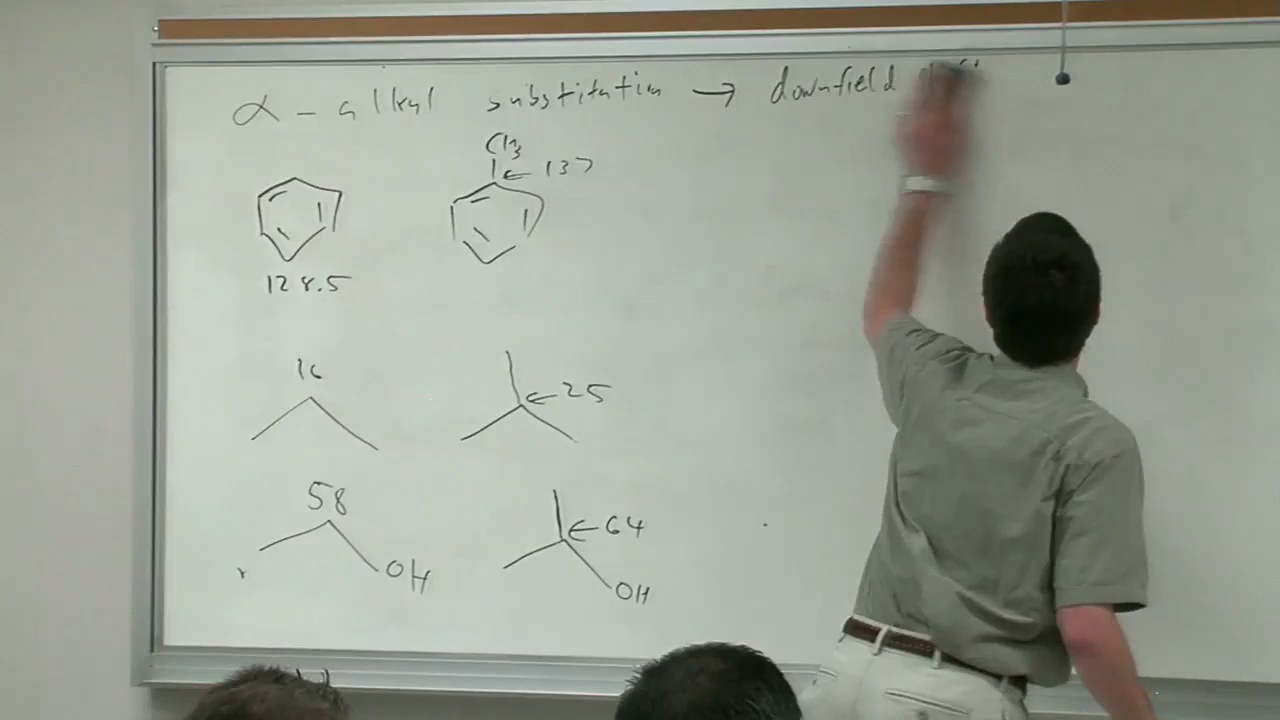 α - alkyl substitution → downfield
CH3
← 137
128.5
16
← 25
58
OH
← 64
OH